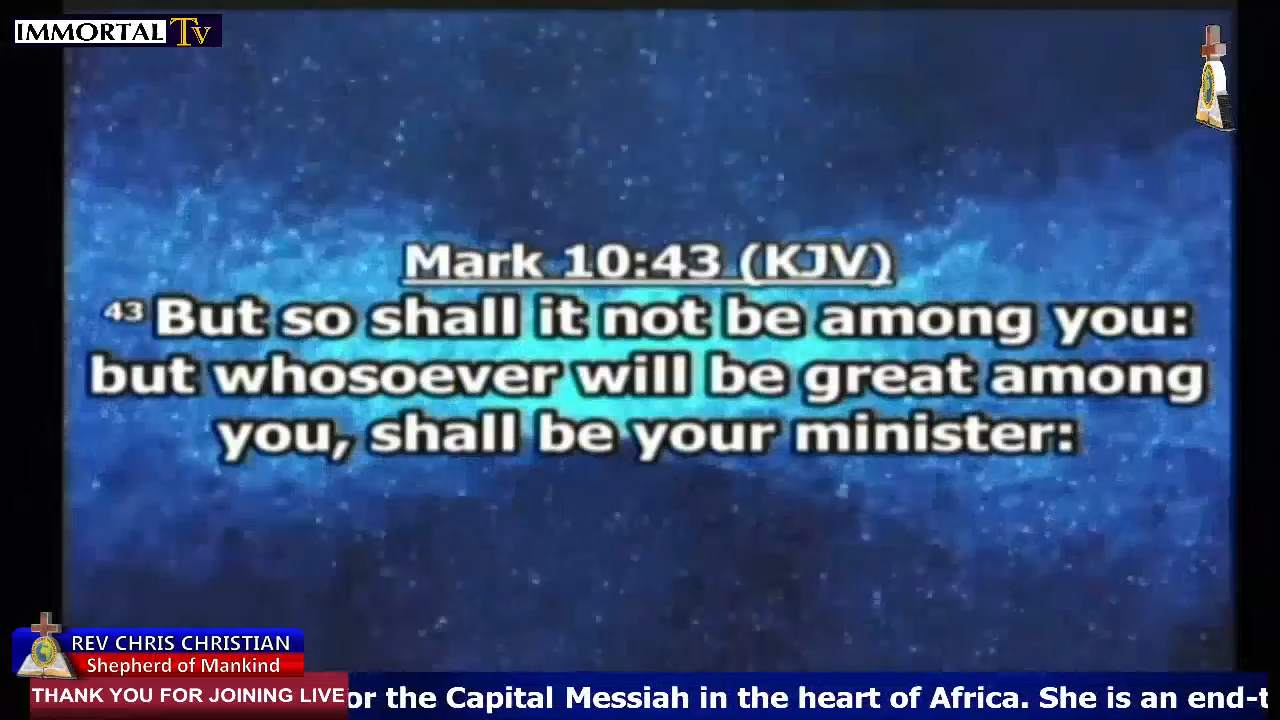 IMMORTAL Tv
Mark 10:43 (KJV)
43 But so shall it not be among you:
but whosoever will be great among
you, shall be your minister:
REV CHRIS CHRISTIAN
Shepherd of Mankind
THANK YOU FOR JOINING LIVE
or the Capital Messiah in the heart of Africa. She is an end-t